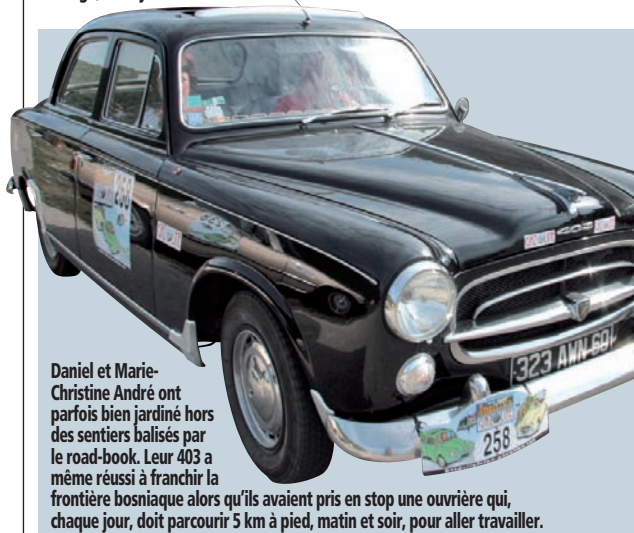 403
323 AWN 60
258
258
Daniel et Marie-
Christine André ont
parfois bien jardiné hors
des sentiers balisés par
le road-book. Leur 403 a
même réussi à franchir la
frontière bosniaque alors qu'ils avaient pris en stop une ouvrière qui,
chaque jour, doit parcourir 5 km à pied, matin et soir, pour aller travailler.